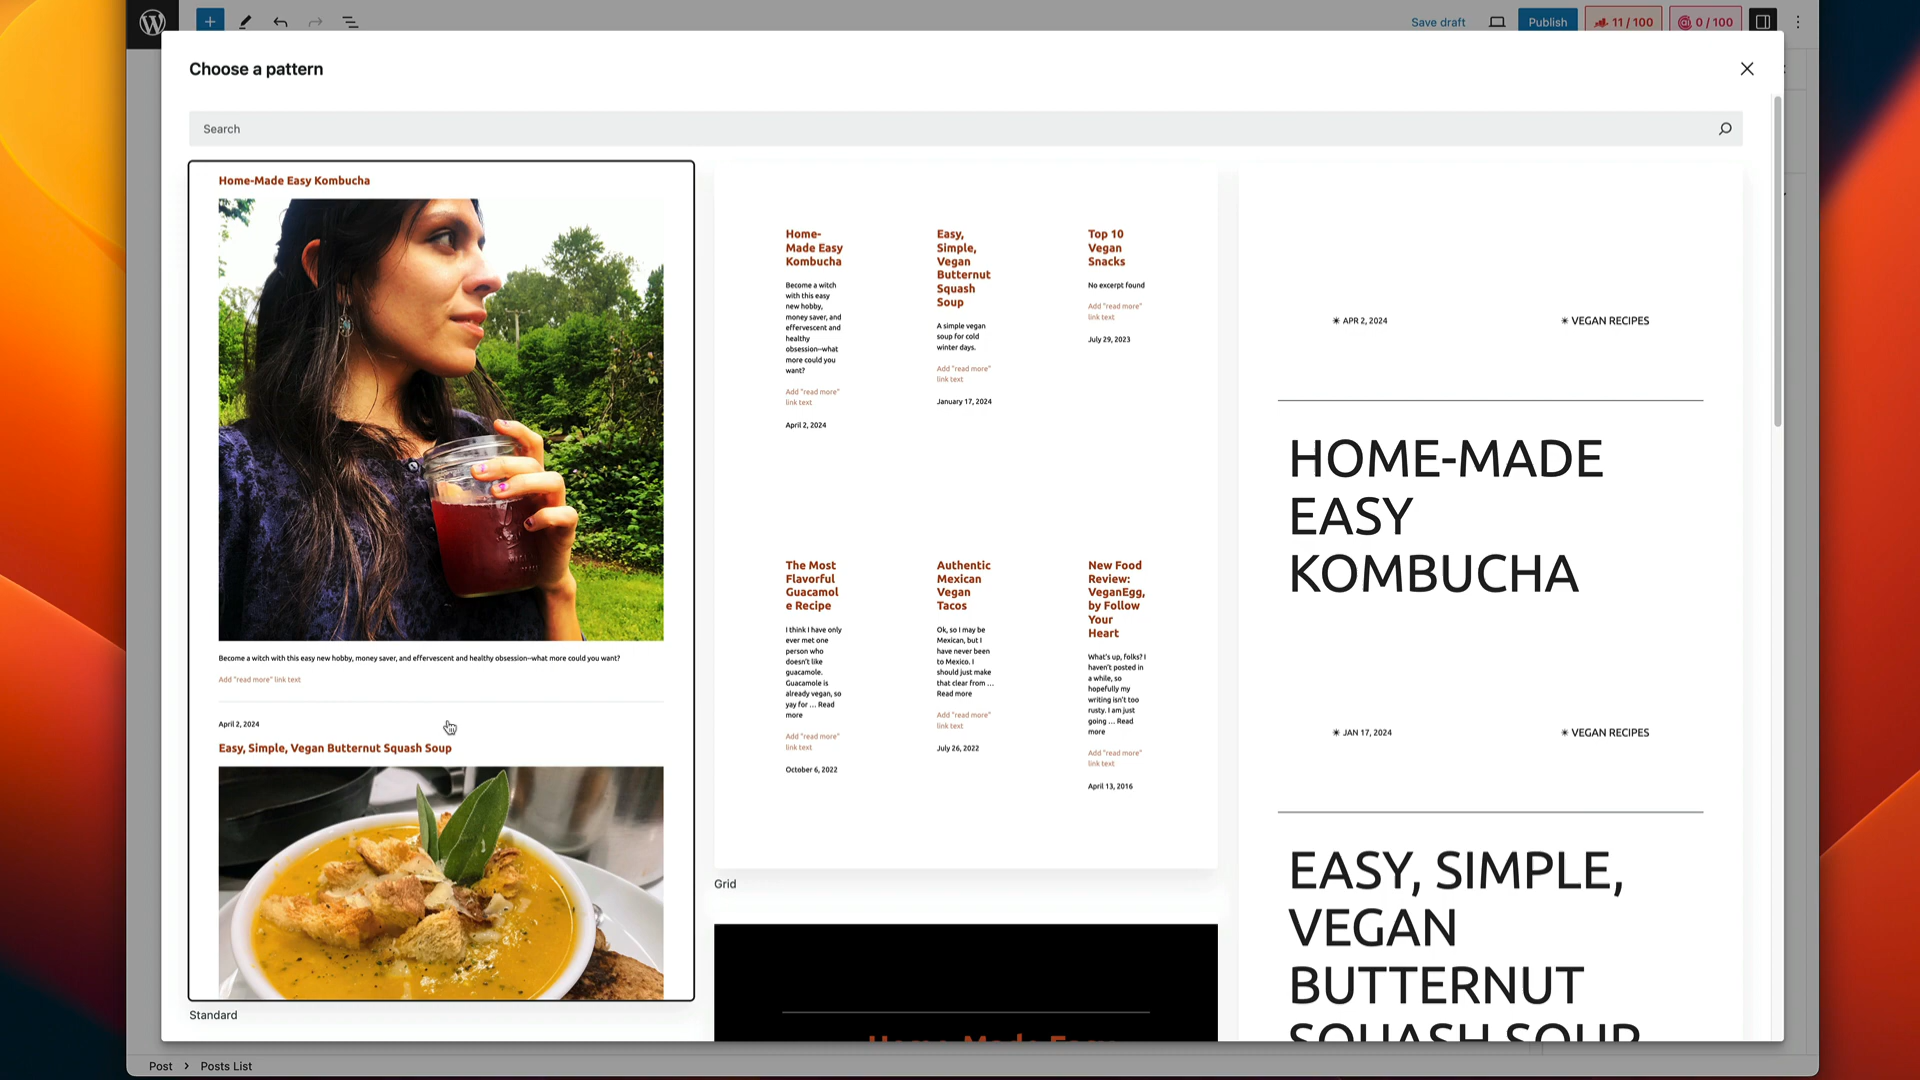 Save draft
Publish
11 / 100
0 / 100
Choose a pattern
Search
Home-Made Easy Kombucha
Become a witch with this easy new hobby, money saver, and effervescent and healthy obsession--what more could you want?
Add "read more" link text
April 2, 2024
Easy, Simple, Vegan Butternut Squash Soup
Standard
Home-
Made Easy
Kombucha
Become a witch
with this easy
new hobby,
money saver, and
effervescent and
healthy
obsession--what
more could you
want?
Add "read more"
link text
April 2, 2024
Easy,
Simple,
Vegan
Butternut
Squash
Soup
A simple vegan
soup for cold
winter days.
Add "read more"
link text
January 17, 2024
Top 10
Vegan
Snacks
No excerpt found
Add "read more"
link text
July 29, 2023
The Most
Flavorful
Guacamol
e Recipe
I think I have only
ever met one
person who
doesn't like
guacamole.
Guacamole is
already vegan, so
yay for ... Read
more
Add "read more"
link text
October 6, 2022
Authentic
Mexican
Vegan
Tacos
Ok, so I may be
Mexican, but I
have never been
to Mexico. I
should just make
that clear from ...
Read more
Add "read more"
link text
July 26, 2022
New Food
Review:
VeganEgg,
by Follow
Your
Heart
What's up, folks? I
haven't posted in
a while, so
hopefully my
writing isn't too
rusty. I am just
going ... Read
more
Add "read more"
link text
April 13, 2016
Grid
Home-Made Easy
✴ APR 2, 2024
✴ VEGAN RECIPES
HOME-MADE
EASY
KOMBUCHA
✴ JAN 17, 2024
✴ VEGAN RECIPES
EASY, SIMPLE,
VEGAN
BUTTERNUT
SQUASH SOUP
Post › Posts List